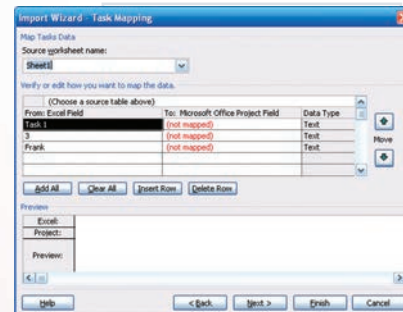 Import Wizard - Task Mapping
Map Tasks Data
Source worksheet name:
Sheet1
Verify or edit how you want to map the data.
(Choose a source table above)
From: Excel Field To: Microsoft Office Project Field Data Type
Task 1 (not mapped) Text
3 (not mapped) Text
Frank (not mapped) Text
Move
Add All Clear All Insert Row Delete Row
Preview
Excel:
Project:
Preview:
Help < Back Next > Finish Cancel